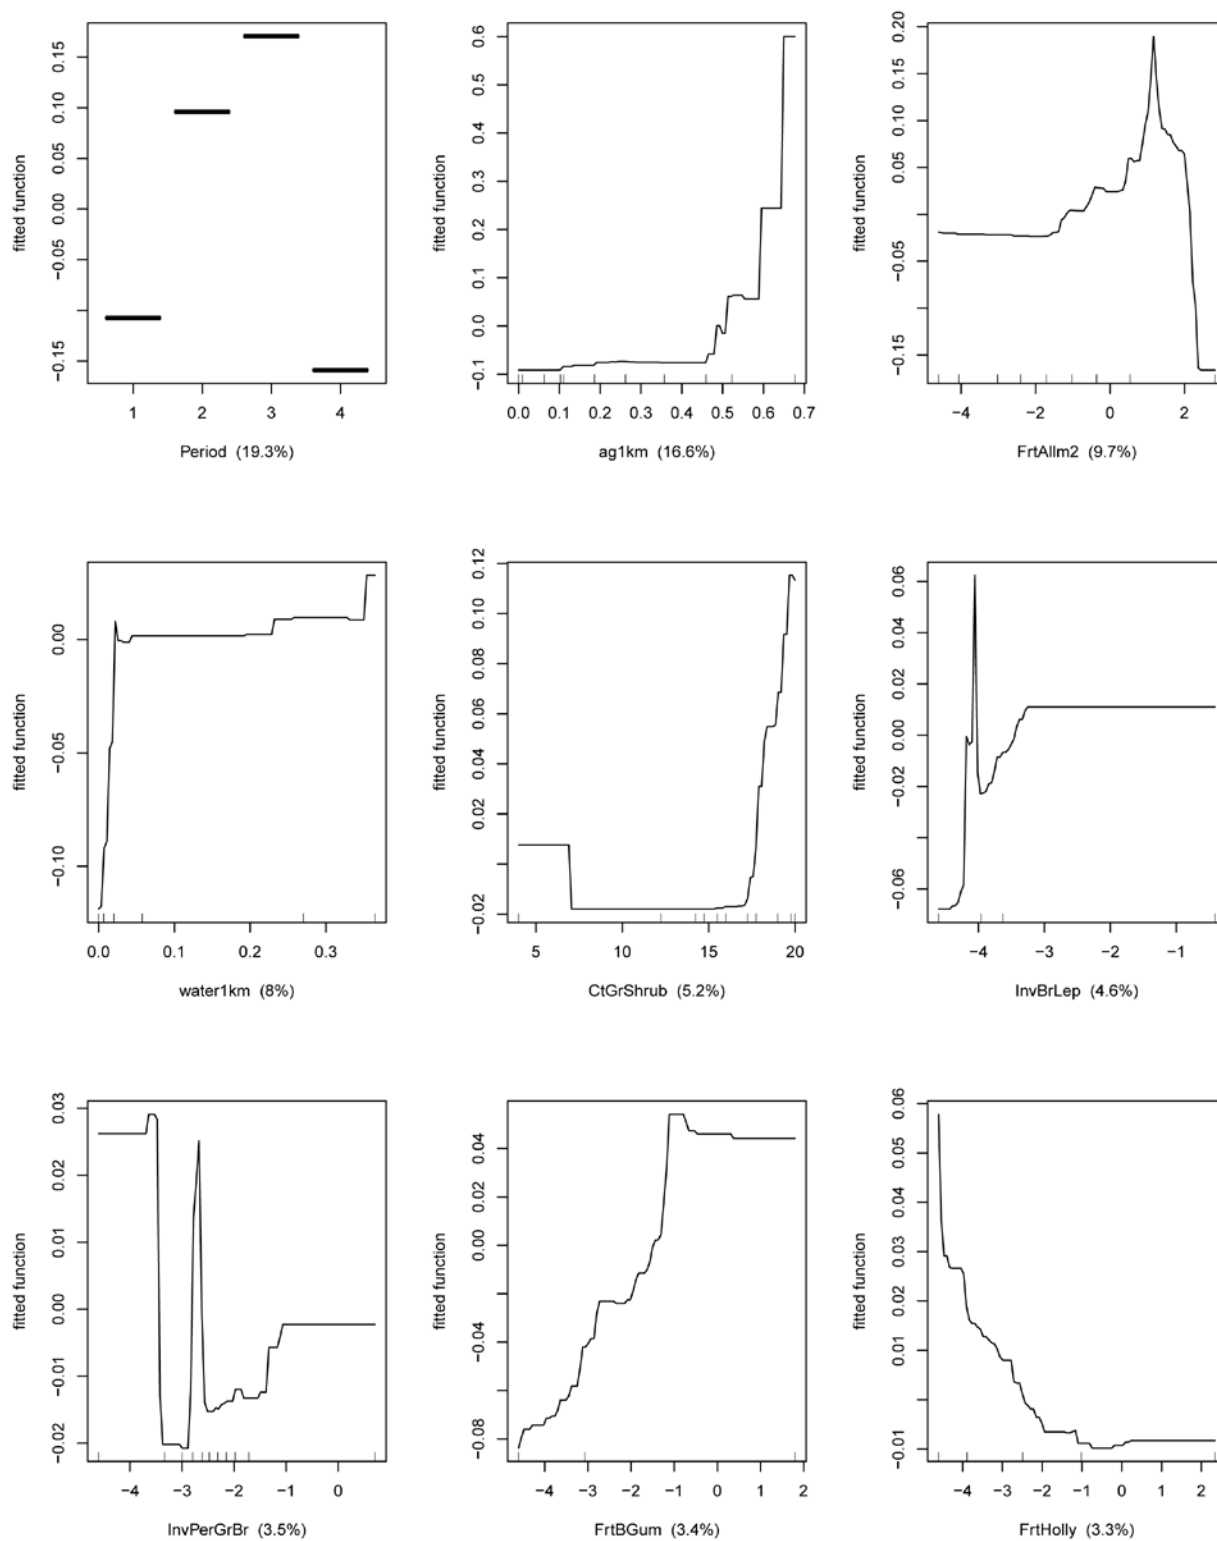 fitted function
0.15
0.10
0.05
0.00
−0.05
−0.15
1 2 3 4
Period (19.3%)
fitted function
0.6
0.5
0.4
0.3
0.2
0.1
0.0
−0.1
0.0 0.1 0.2 0.3 0.4 0.5 0.6 0.7
ag1km (16.6%)
fitted function
0.20
0.15
0.10
0.05
−0.05
−0.15
−4 −2 0 2
FrtAllm2 (9.7%)
fitted function
0.00
−0.05
−0.10
0.0 0.1 0.2 0.3
water1km (8%)
fitted function
0.12
0.10
0.08
0.06
0.04
0.02
−0.02
5 10 15 20
CtGrShrub (5.2%)
fitted function
0.06
0.04
0.02
0.00
−0.02
−0.06
−4 −3 −2 −1
InvBrLep (4.6%)
fitted function
0.03
0.02
0.01
0.00
−0.01
−0.02
−4 −3 −2 −1 0
InvPerGrBr (3.5%)
fitted function
0.04
0.00
−0.04
−0.08
−4 −3 −2 −1 0 1 2
FrtBGum (3.4%)
fitted function
0.06
0.05
0.04
0.03
0.02
0.01
−0.01
−4 −3 −2 −1 0 1 2
FrtHolly (3.3%)